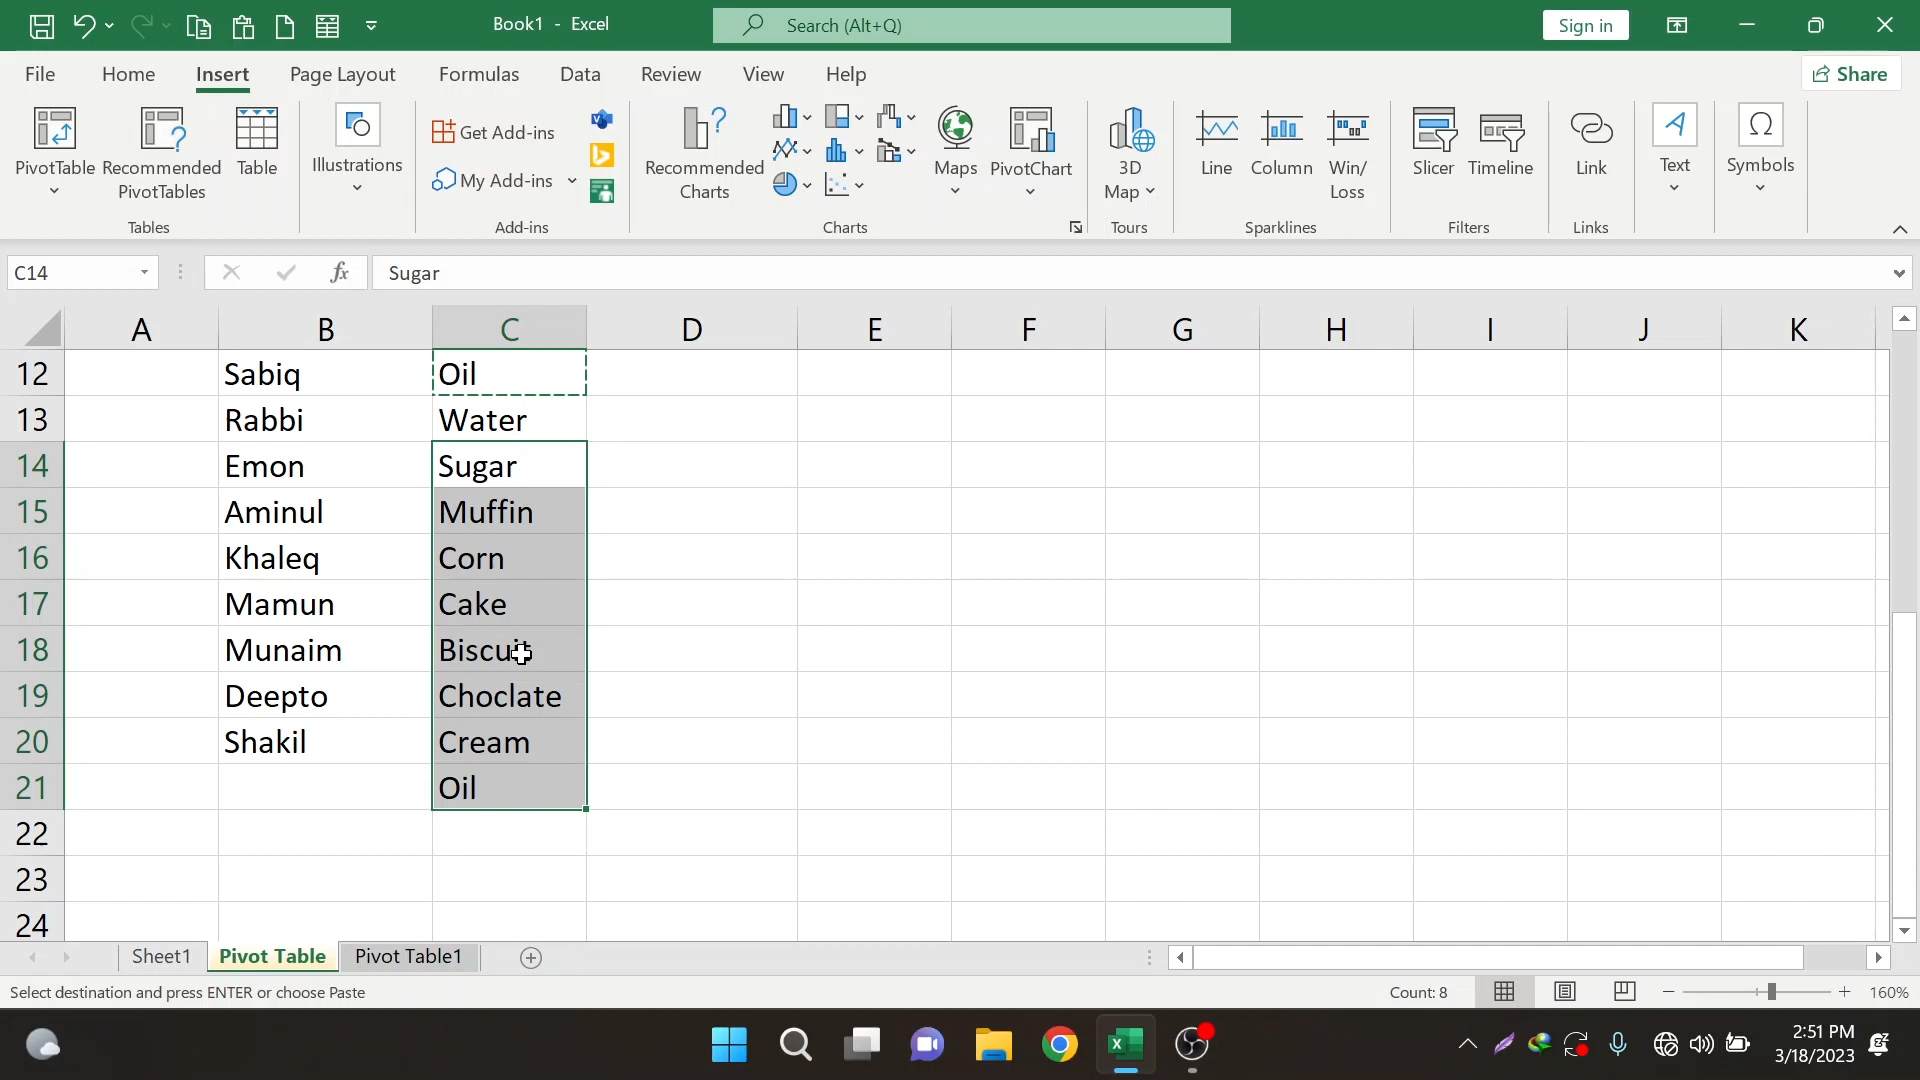 Book1 - Excel
Search (Alt+Q)
Sign in
File Home Insert Page Layout Formulas Data Review View Help
Share
PivotTable
Recommended
PivotTables
Table
Tables
Illustrations
Get Add-ins
My Add-ins
Add-ins
Recommended
Charts
Maps
PivotChart
Charts
3D
Map
Tours
Line
Column
Win/
Loss
Sparklines
Slicer
Timeline
Filters
Link
Links
Text
Symbols
C14
fx
Sugar
A B C D E F G H I J K
12 Sabiq Oil
13 Rabbi Water
14 Emon Sugar
15 Aminul Muffin
16 Khaleq Corn
17 Mamun Cake
18 Munaim Biscuit
19 Deepto Choclate
20 Shakil Cream
21 Oil
22
23
24
Sheet1 Pivot Table Pivot Table1
Select destination and press ENTER or choose Paste
Count: 8
160%
2:51 PM
3/18/2023